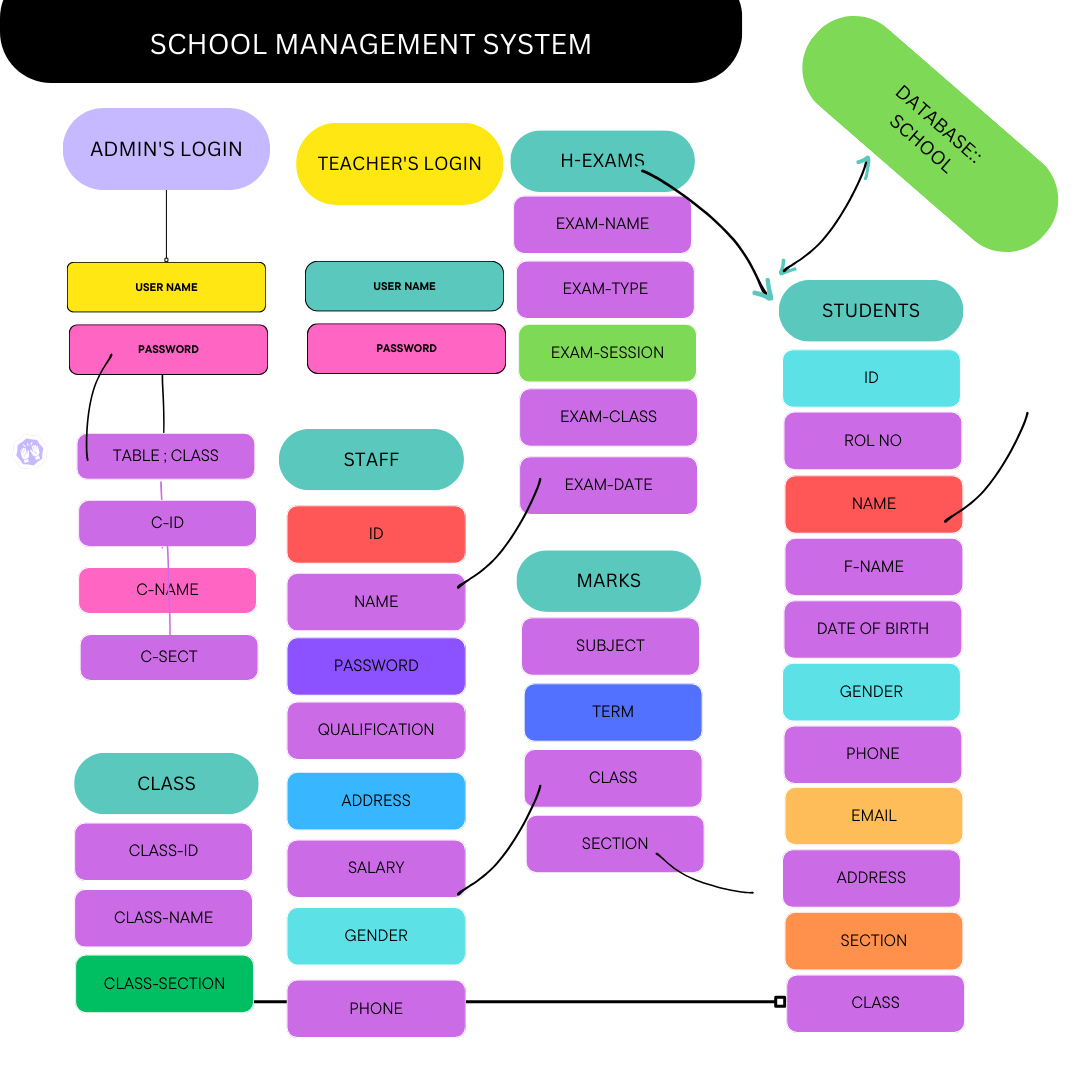 SCHOOL MANAGEMENT SYSTEM
DATABASE::
SCHOOL
ADMIN'S LOGIN
USER NAME
PASSWORD
TABLE ; CLASS
C-ID
C-NAME
C-SECT
CLASS
CLASS-ID
CLASS-NAME
CLASS-SECTION
TEACHER'S LOGIN
USER NAME
PASSWORD
STAFF
ID
NAME
PASSWORD
QUALIFICATION
ADDRESS
SALARY
GENDER
PHONE
H-EXAMS
EXAM-NAME
EXAM-TYPE
EXAM-SESSION
EXAM-CLASS
EXAM-DATE
MARKS
SUBJECT
TERM
CLASS
SECTION
STUDENTS
ID
ROL NO
NAME
F-NAME
DATE OF BIRTH
GENDER
PHONE
EMAIL
ADDRESS
SECTION
CLASS